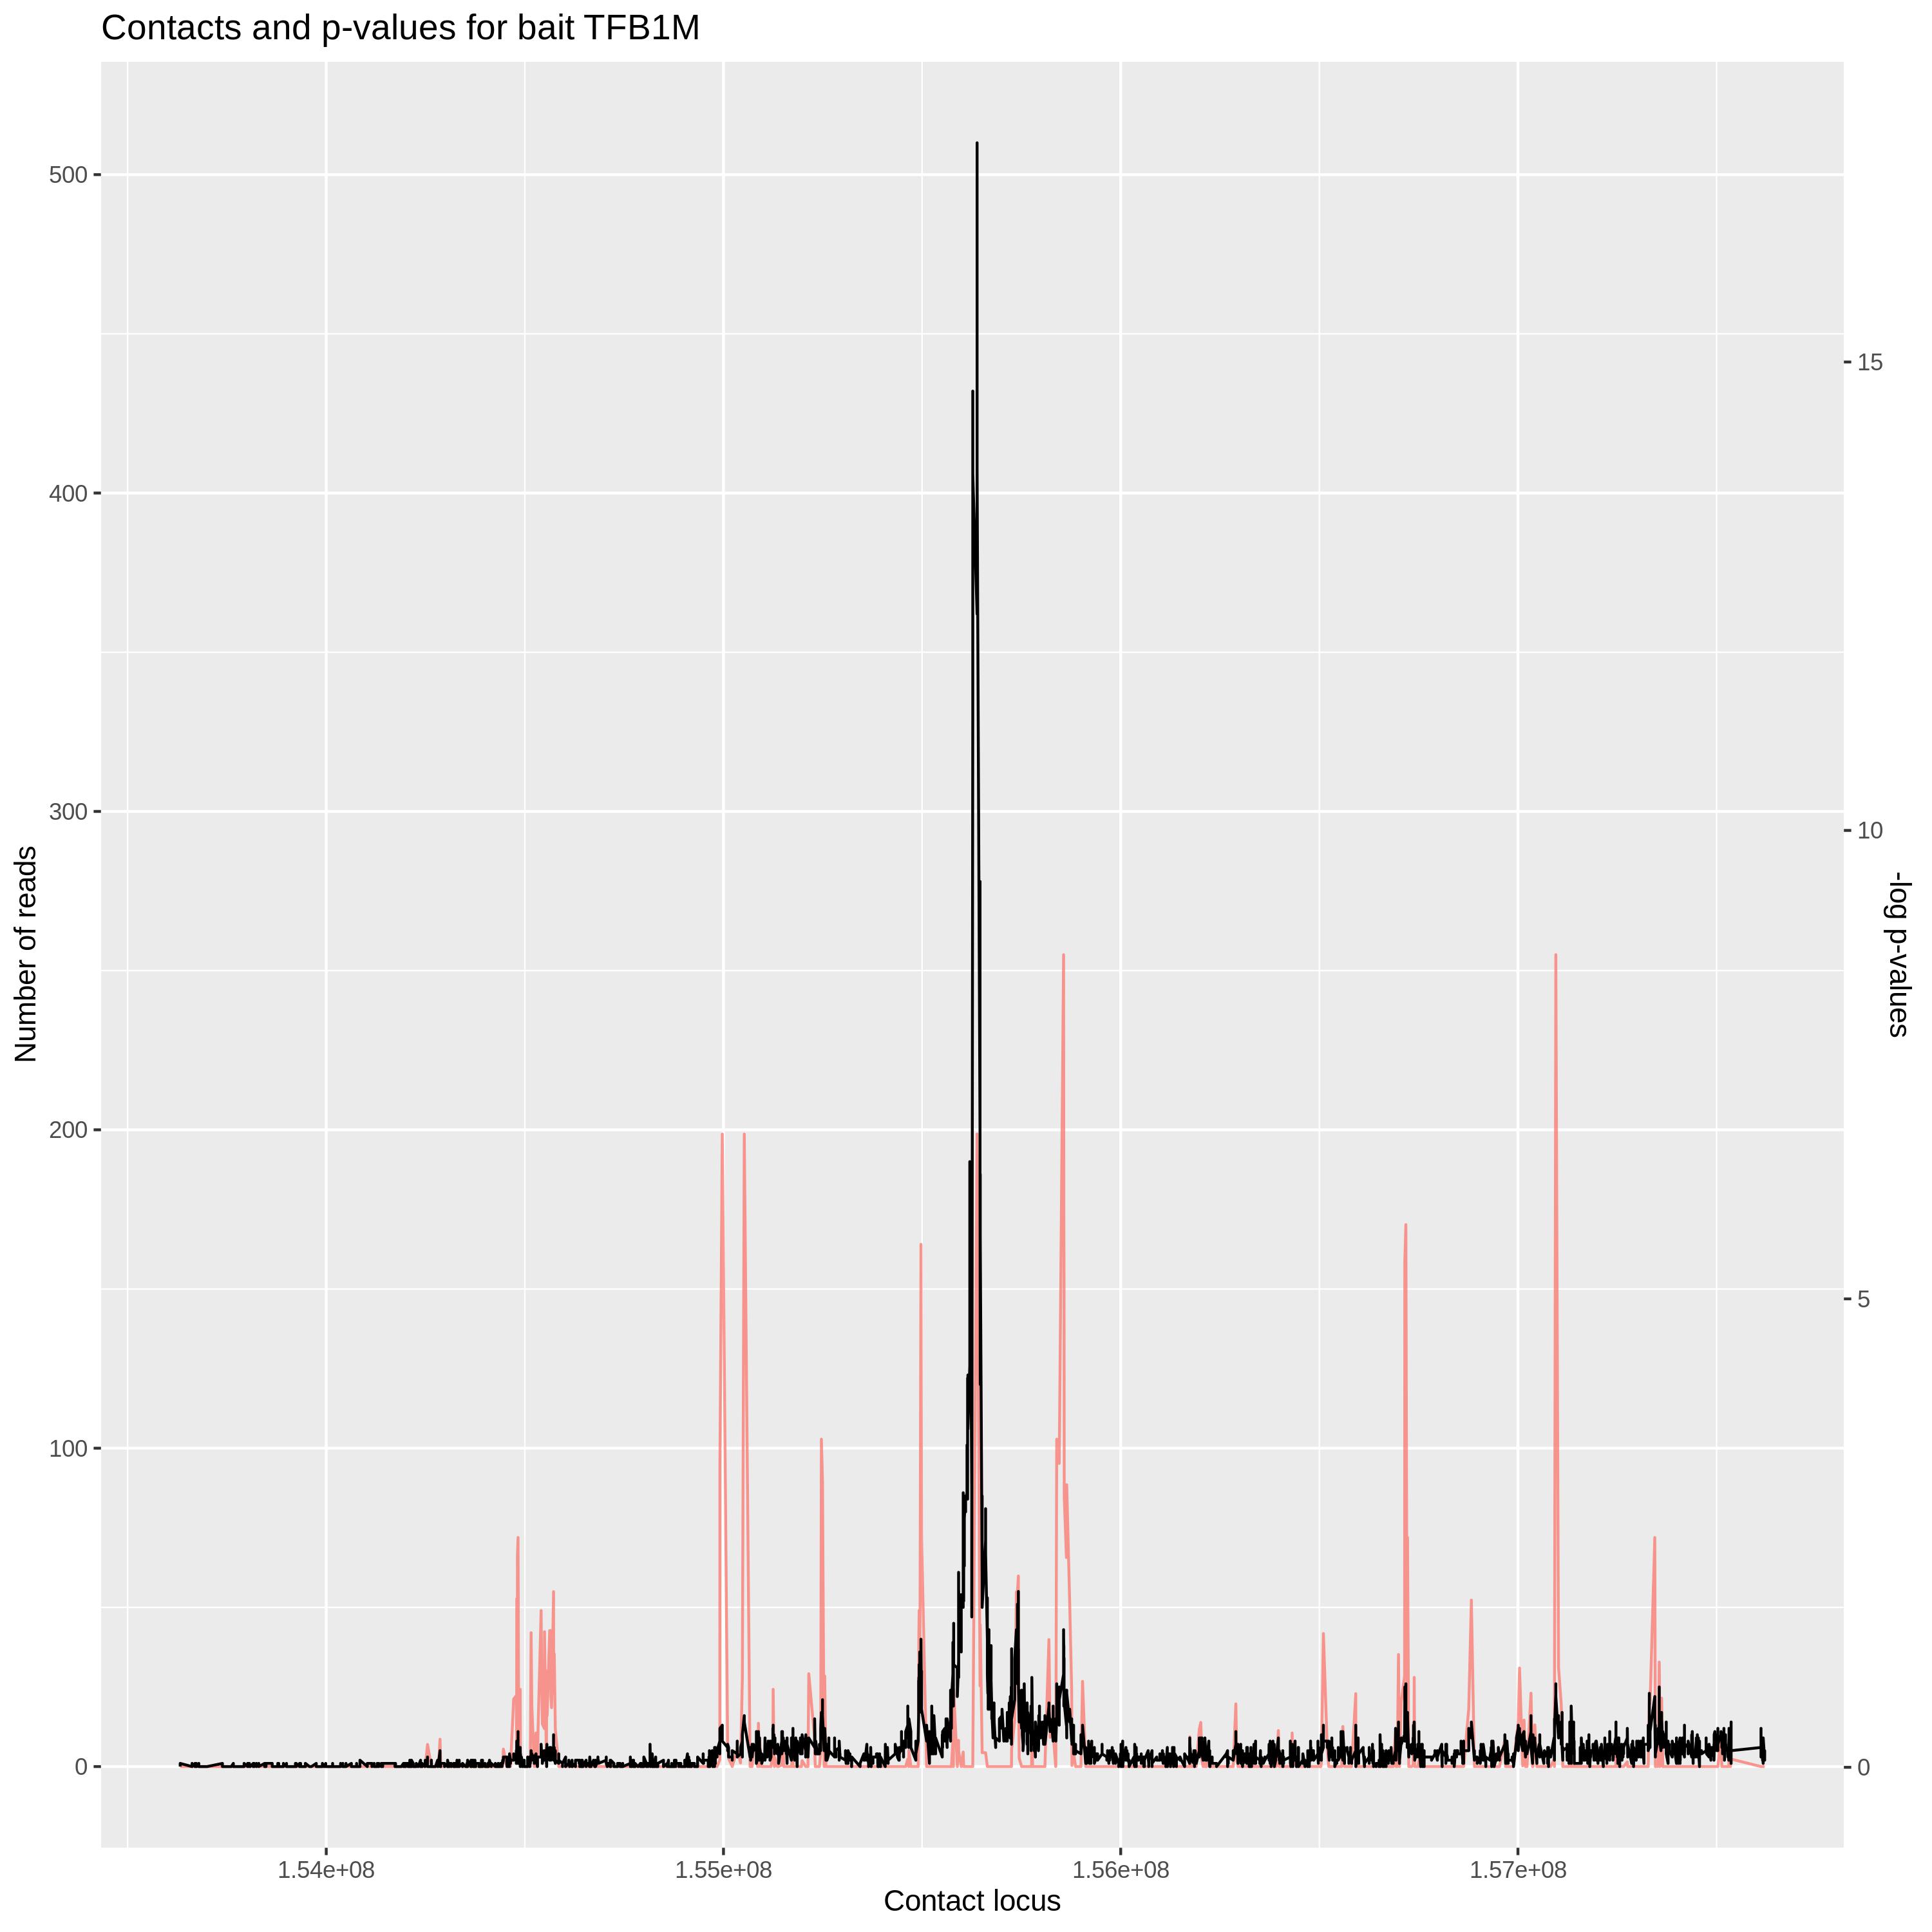 Contacts and p-values for bait TFB1M
500
400
300
200
100
0
Number of reads
15
10
5
0
-log p-values
1.54e+08
1.55e+08
1.56e+08
1.57e+08
Contact locus